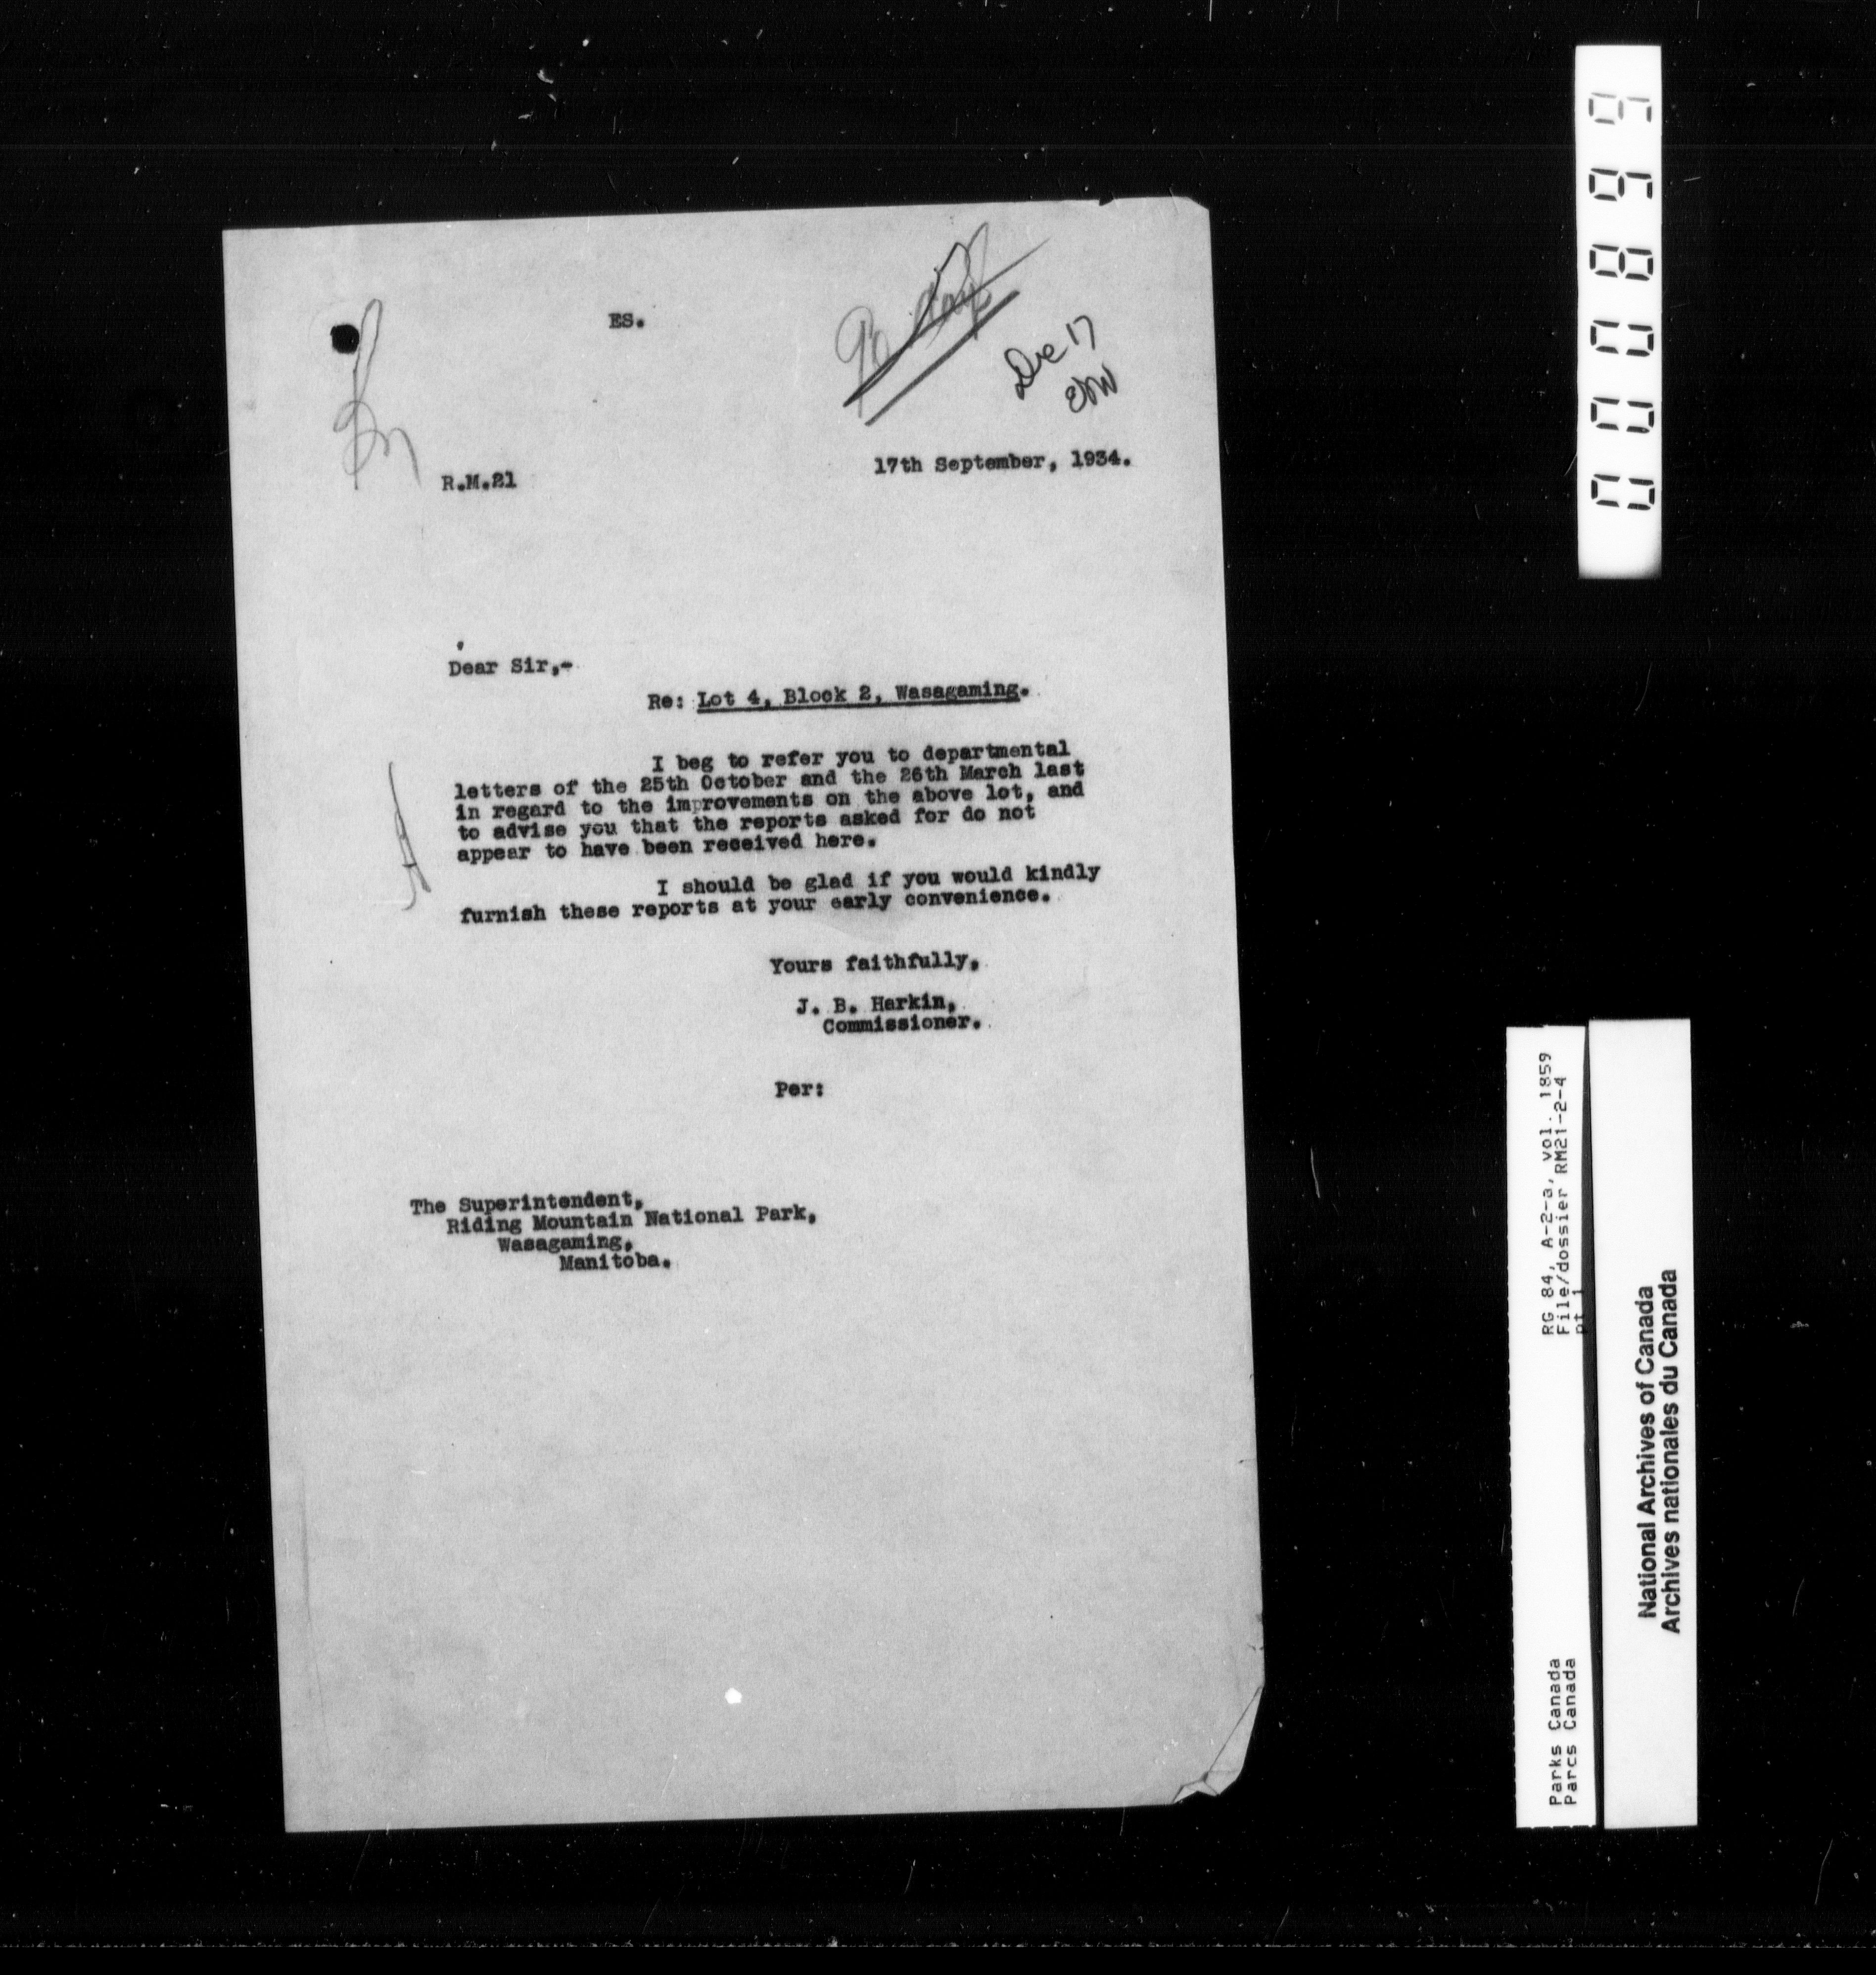 ES.
Dec 17
R.M.21
17th September, 1934.
Dear Sir,-
Re: Lot 4, Block 2, Wasagaming.
I beg to refer you to departmental
letters of the 25th October and the 26th March last
in regard to the improvements on the above lot, and
to advise you that the reports asked for do not
appear to have been received here.
I should be glad if you would kindly
furnish these reports at your early convenience.
Yours faithfully,
J. B. Harkin,
Commissioner.
Per:
The Superintendent,
Riding Mountain National Park,
Wasagaming,
Manitoba.
Parks Canada RG 84, A-2-a, vol. 1859
Parcs Canada File/dossier RM21-2-4
pt 1
National Archives of Canada
Archives nationales du Canada